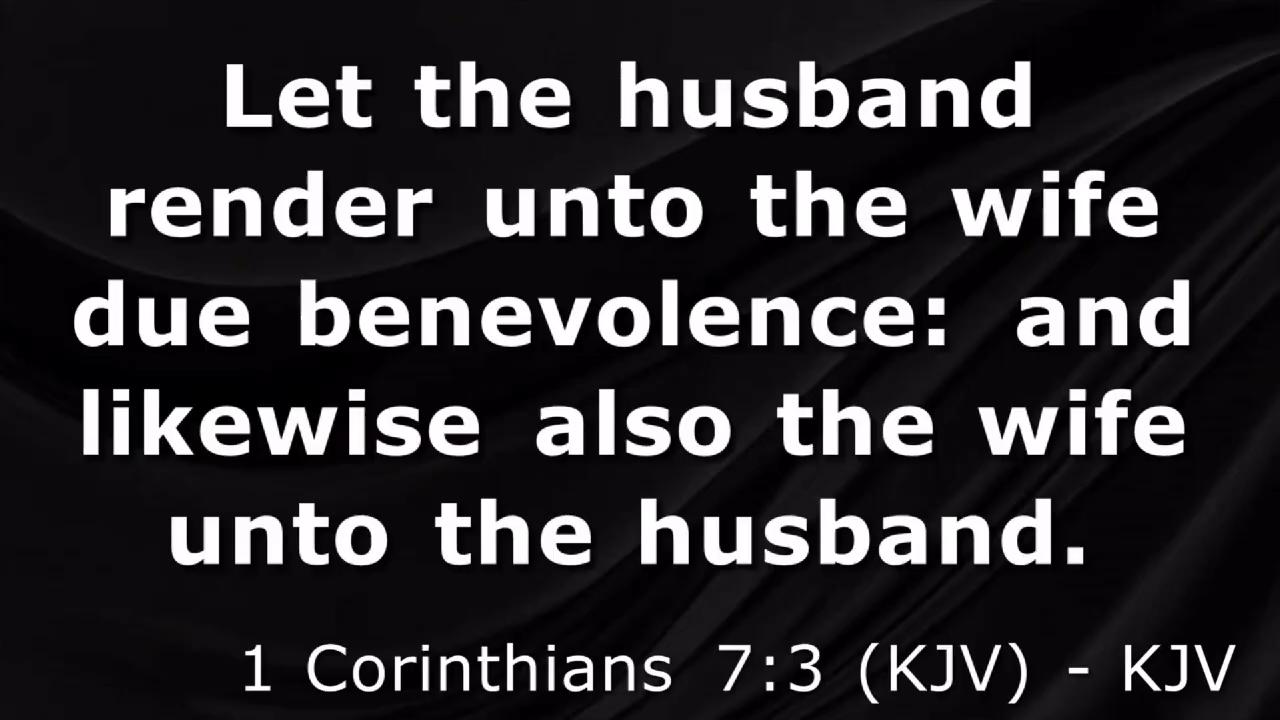 Let the husband
render unto the wife
due benevolence: and
likewise also the wife
unto the husband.
1 Corinthians 7:3 (KJV) - KJV